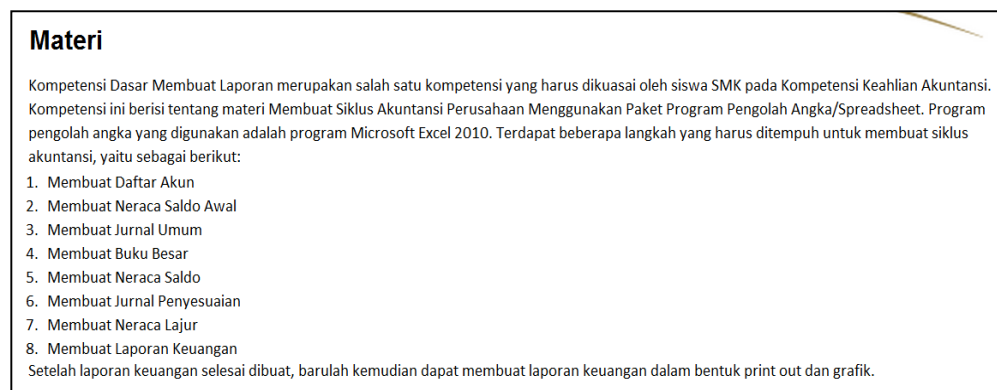 Materi
Kompetensi Dasar Membuat Laporan merupakan salah satu kompetensi yang harus dikuasai oleh siswa SMK pada Kompetensi Keahlian Akuntansi.
Kompetensi ini berisi tentang materi Membuat Siklus Akuntansi Perusahaan Menggunakan Paket Program Pengolah Angka/Spreadsheet. Program
pengolah angka yang digunakan adalah program Microsoft Excel 2010. Terdapat beberapa langkah yang harus ditempuh untuk membuat siklus
akuntansi, yaitu sebagai berikut:
1. Membuat Daftar Akun
2. Membuat Neraca Saldo Awal
3. Membuat Jurnal Umum
4. Membuat Buku Besar
5. Membuat Neraca Saldo
6. Membuat Jurnal Penyesuaian
7. Membuat Neraca Lajur
8. Membuat Laporan Keuangan
Setelah laporan keuangan selesai dibuat, barulah kemudian dapat membuat laporan keuangan dalam bentuk print out dan grafik.